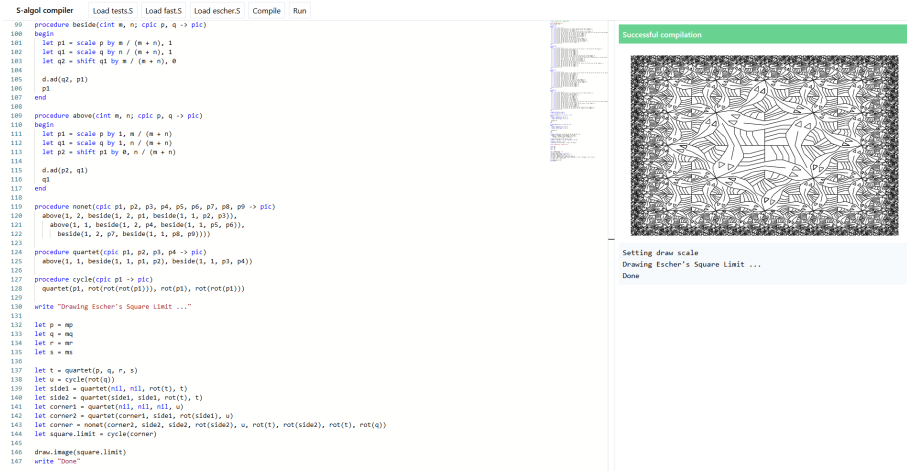 S-algol compiler Load tests.S Load fast.S Load escher.S Compile Run
99 procedure beside(cint m, n; cpic p, q -> pic)
100 begin
101 let p1 = scale p by m / (m + n), 1
102 let q1 = scale q by n / (m + n), 1
103 let q2 = shift q1 by m / (m + n), 0
104
105 d.ad(q2, p1)
106 p1
107 end
108
109 procedure above(cint m, n; cpic p, q -> pic)
110 begin
111 let p1 = scale p by 1, m / (m + n)
112 let q1 = scale q by 1, n / (m + n)
113 let p2 = shift p1 by 0, n / (m + n)
114
115 d.ad(p2, q1)
116 q1
117 end
118
119 procedure nonet(cpic p1, p2, p3, p4, p5, p6, p7, p8, p9 -> pic)
120 above(1, 2, beside(1, 2, p1, beside(1, 1, p2, p3)),
121 above(1, 1, beside(1, 2, p4, beside(1, 1, p5, p6)),
122 beside(1, 2, p7, beside(1, 1, p8, p9))))
123
124 procedure quartet(cpic p1, p2, p3, p4 -> pic)
125 above(1, 1, beside(1, 1, p1, p2), beside(1, 1, p3, p4))
126
127 procedure cycle(cpic p1 -> pic)
128 quartet(p1, rot(rot(rot(p1))), rot(p1), rot(rot(p1)))
129
130 write "Drawing Escher's Square Limit ..."
131
132 let p = mp
133 let q = mq
134 let r = mr
135 let s = ms
136
137 let t = quartet(p, q, r, s)
138 let u = cycle(rot(q))
139 let side1 = quartet(nil, nil, rot(t), t)
140 let side2 = quartet(side1, side1, rot(t), t)
141 let corner1 = quartet(nil, nil, nil, u)
142 let corner2 = quartet(corner1, side1, rot(side1), u)
143 let corner = nonet(corner2, side2, side2, rot(side2), u, rot(t), rot(side2), rot(t), rot(q))
144 let square.limit = cycle(corner)
145
146 draw.image(square.limit)
147 write "Done"
Successful compilation
Setting draw scale
Drawing Escher's Square Limit ...
Done